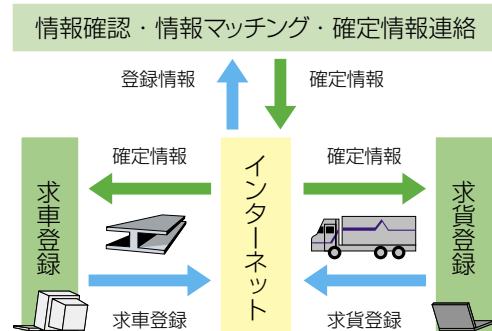 情報確認・情報マッチング・確定情報連絡
登録情報
確定情報
確定情報
確定情報
求車登録
インターネット
求貨登録
求車登録
求貨登録